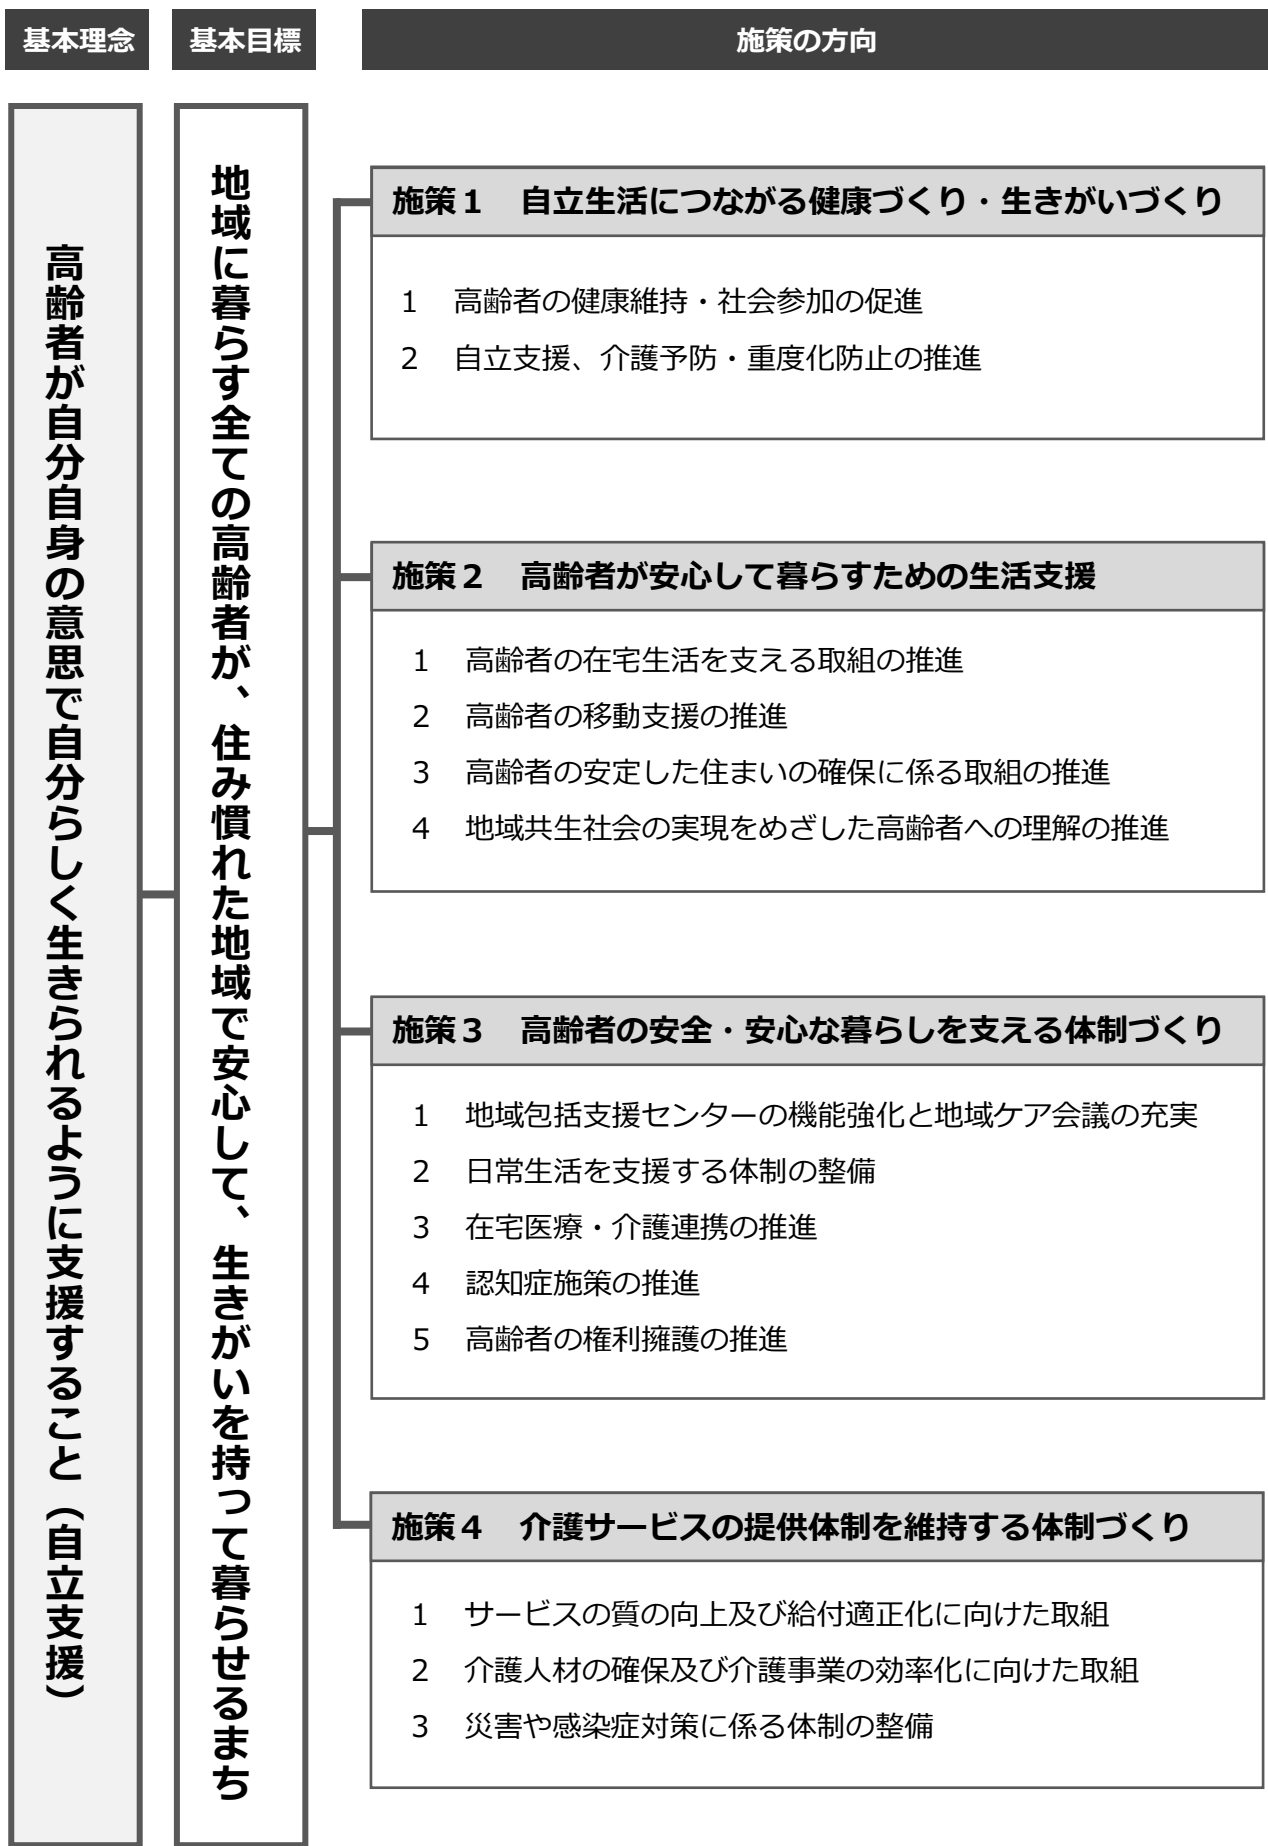 基本理念
基本目標
施策の方向
高齢者が自分自身の意思で自分らしく生きられるように支援すること（自立支援）
地域に暮らす全ての高齢者が、住み慣れた地域で安心して、生きがいを持って暮らせるまち
施策１　自立生活につながる健康づくり・生きがいづくり
1　高齢者の健康維持・社会参加の促進
2　自立支援、介護予防・重度化防止の推進
施策２　高齢者が安心して暮らすための生活支援
1　高齢者の在宅生活を支える取組の推進
2　高齢者の移動支援の推進
3　高齢者の安定した住まいの確保に係る取組の推進
4　地域共生社会の実現をめざした高齢者への理解の推進
施策３　高齢者の安全・安心な暮らしを支える体制づくり
1　地域包括支援センターの機能強化と地域ケア会議の充実
2　日常生活を支援する体制の整備
3　在宅医療・介護連携の推進
4　認知症施策の推進
5　高齢者の権利擁護の推進
施策４　介護サービスの提供体制を維持する体制づくり
1　サービスの質の向上及び給付適正化に向けた取組
2　介護人材の確保及び介護事業の効率化に向けた取組
3　災害や感染症対策に係る体制の整備